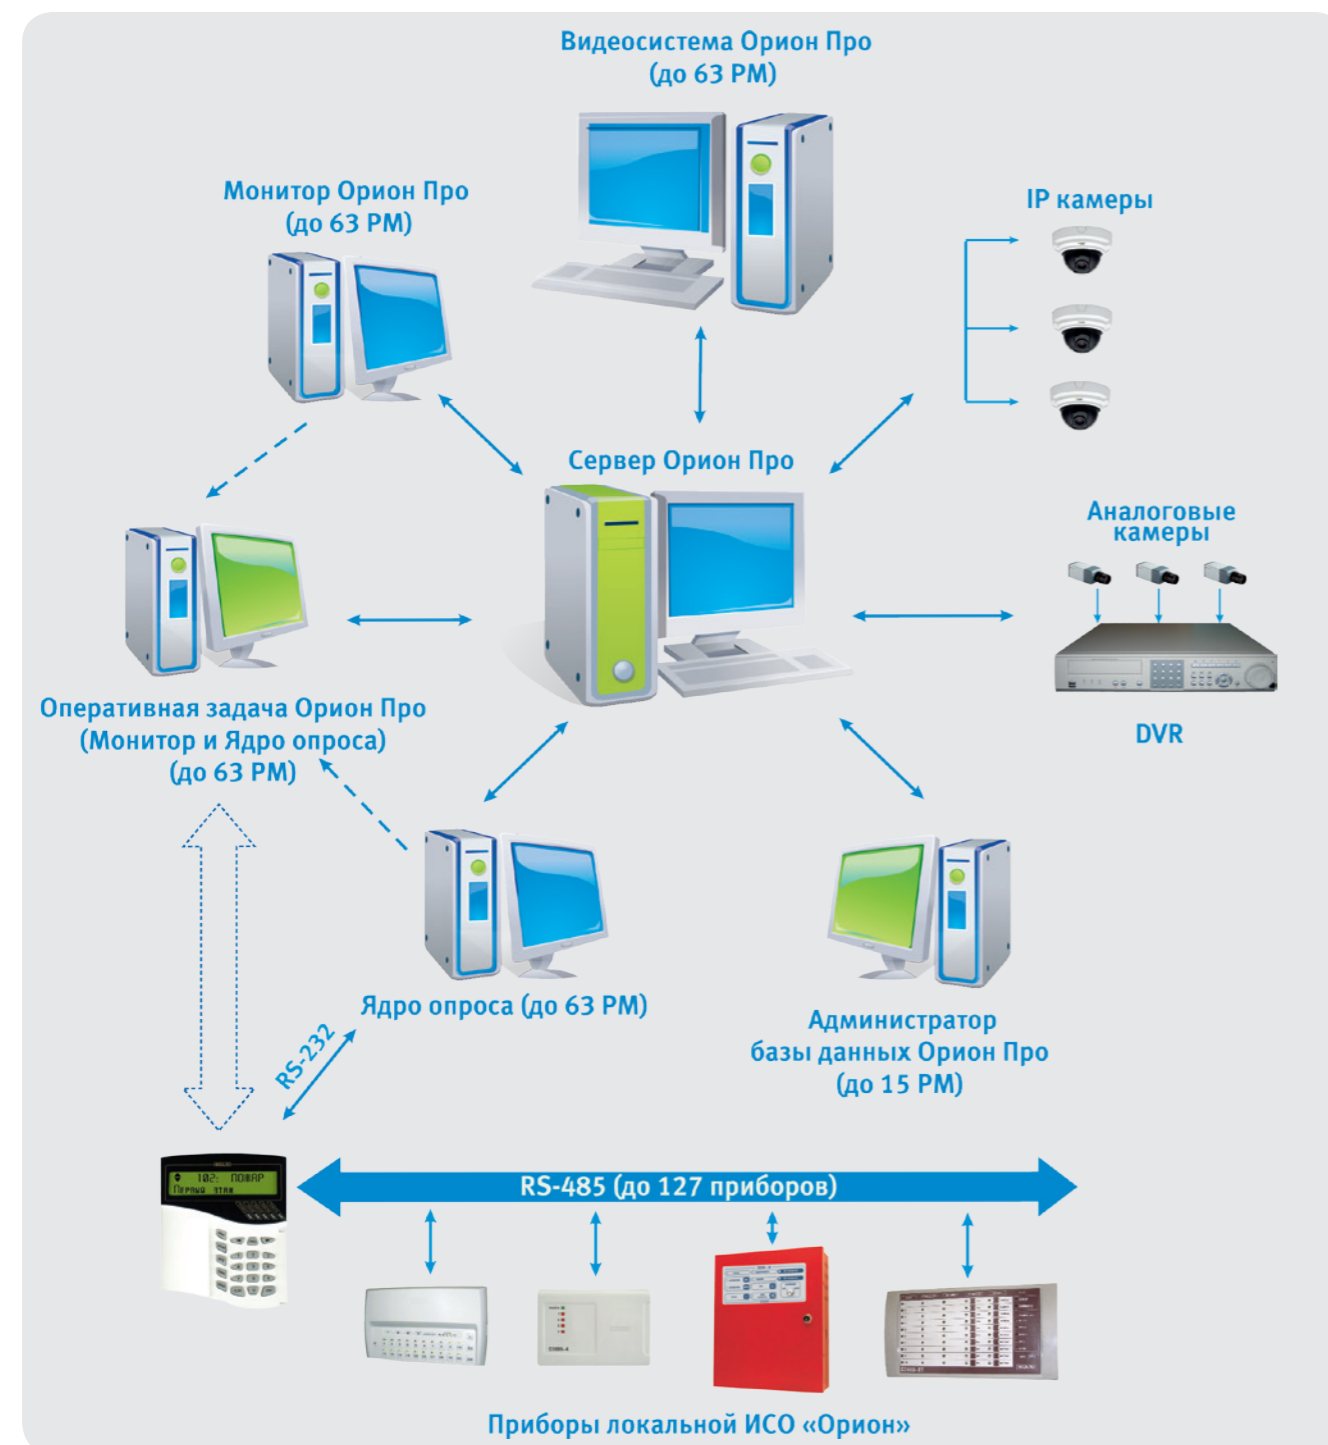 Видеосистема Орион Про
(до 63 РМ)
Монитор Орион Про
(до 63 РМ)
IP камеры
Сервер Орион Про
Аналоговые
камеры
Оперативная задача Орион Про
(Монитор и Ядро опроса)
(до 63 РМ)
DVR
Ядро опроса (до 63 РМ)
Администратор
базы данных Орион Про
(до 15 РМ)
RS-232
102: ПОЖАР
Первый этаж
RS-485 (до 127 приборов)
Приборы локальной ИСО «Орион»